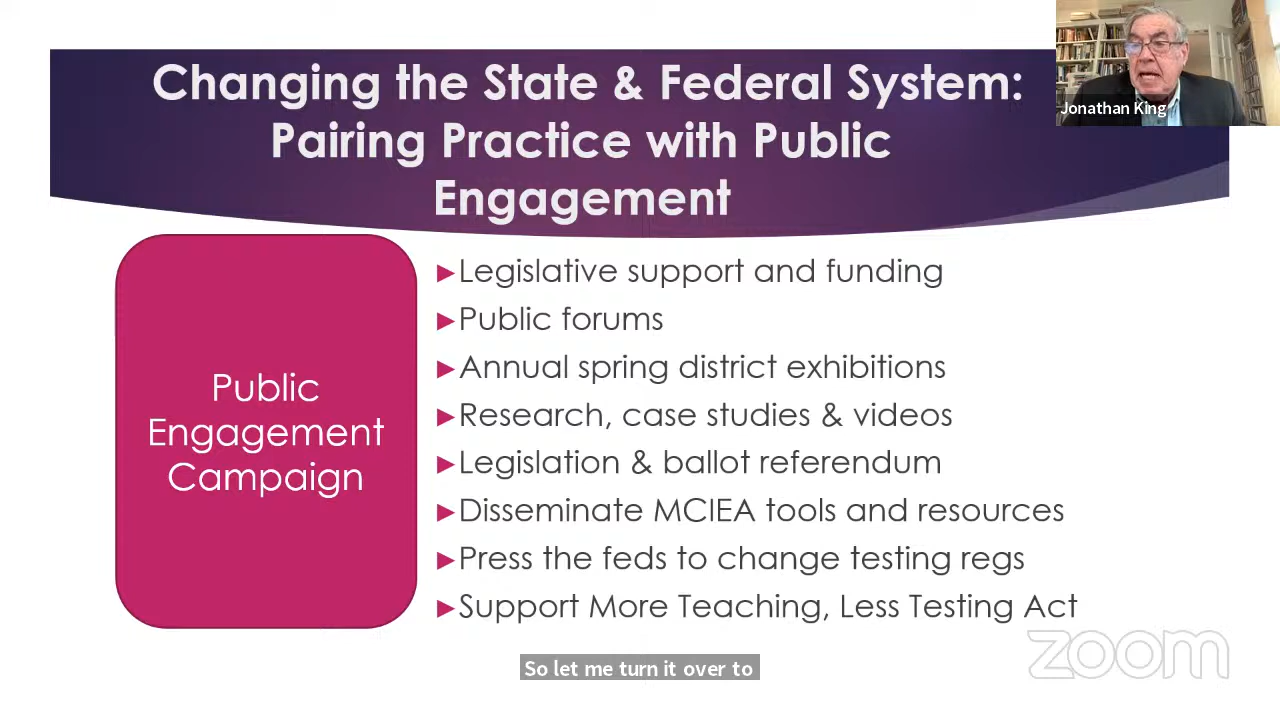 Changing the State & Federal System:
Pairing Practice with Public
Engagement
Jonathan King
Public
Engagement
Campaign
►Legislative support and funding
►Public forums
►Annual spring district exhibitions
►Research, case studies & videos
►Legislation & ballot referendum
►Disseminate MCIEA tools and resources
►Press the feds to change testing regs
►Support More Teaching, Less Testing Act
zoom
So let me turn it over to